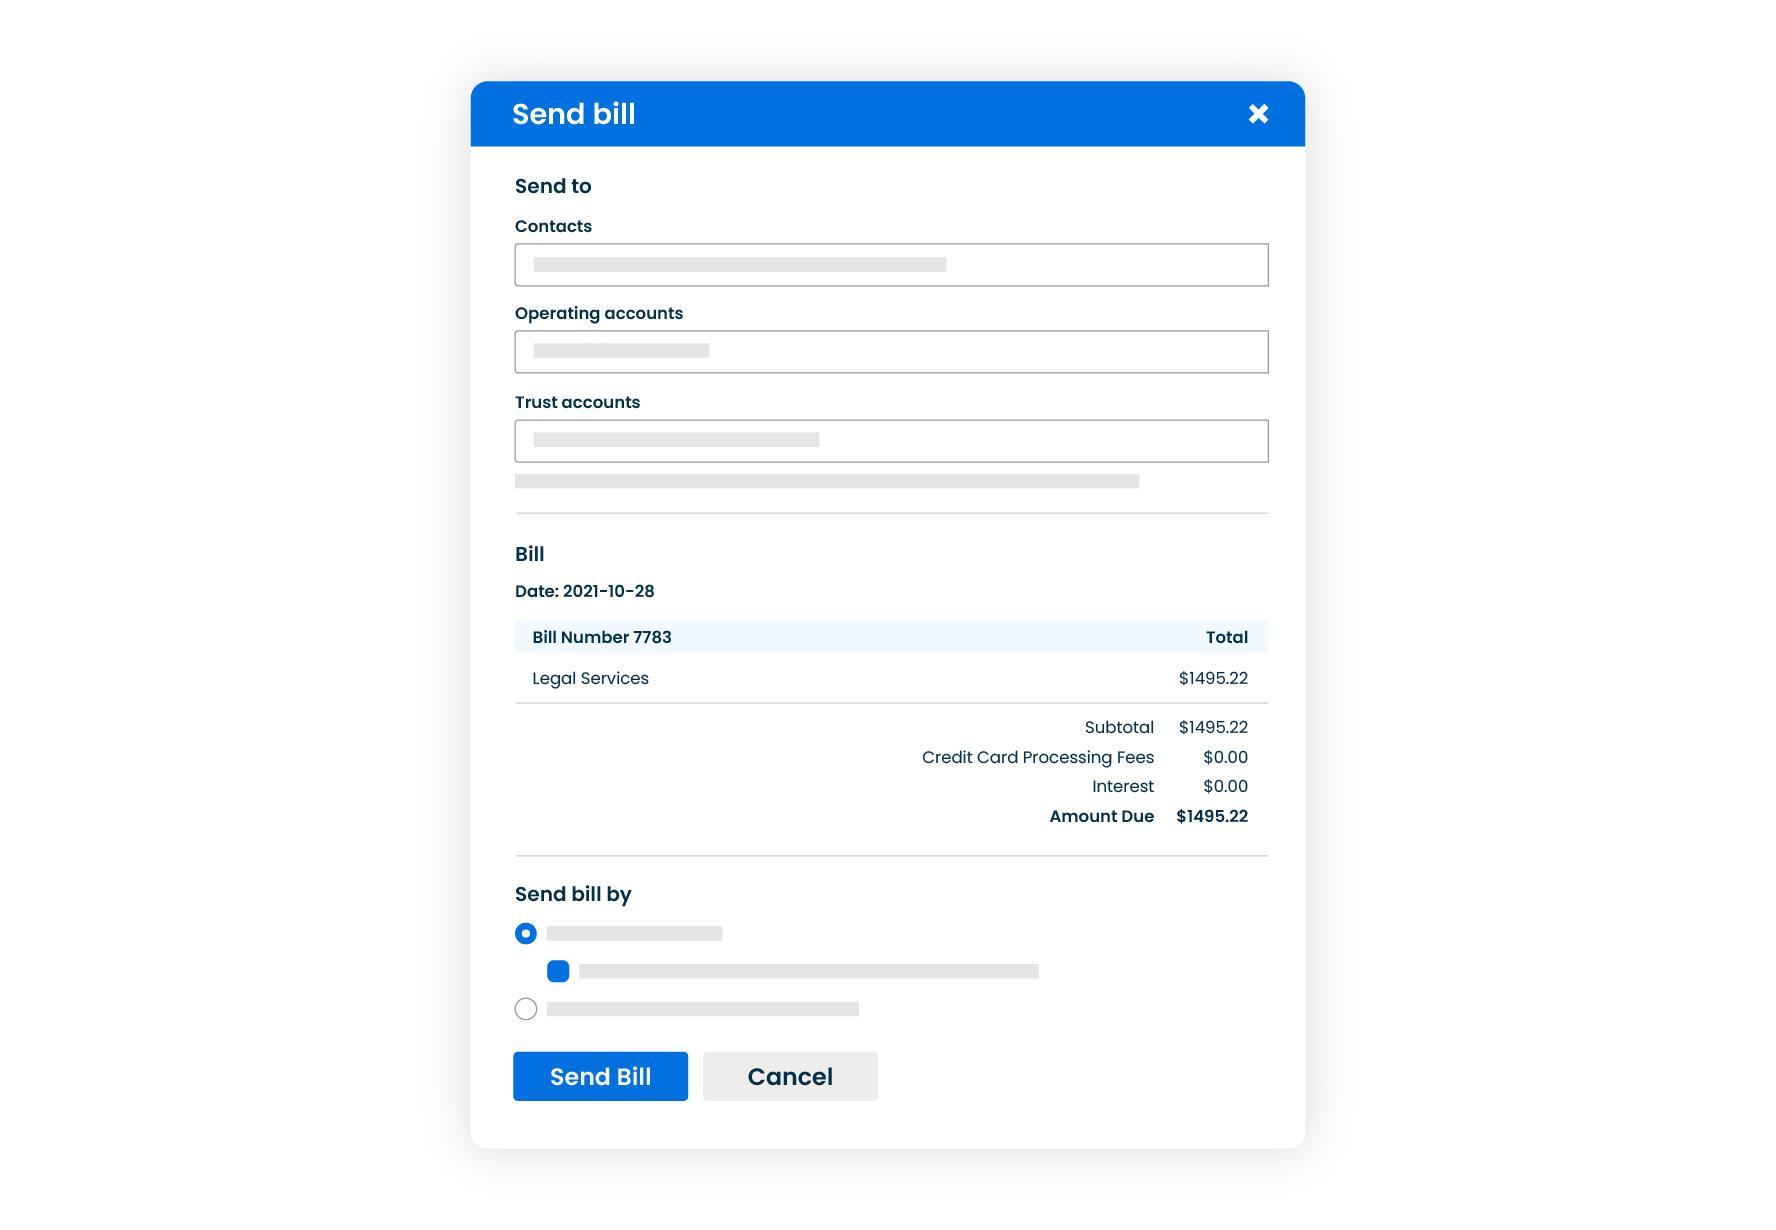 Send bill
Send to
Contacts
Operating accounts
Trust accounts
Bill
Date: 2021-10-28
Bill Number 7783 Total
Legal Services $1495.22
Subtotal $1495.22
Credit Card Processing Fees $0.00
Interest $0.00
Amount Due $1495.22
Send bill by
Send Bill Cancel